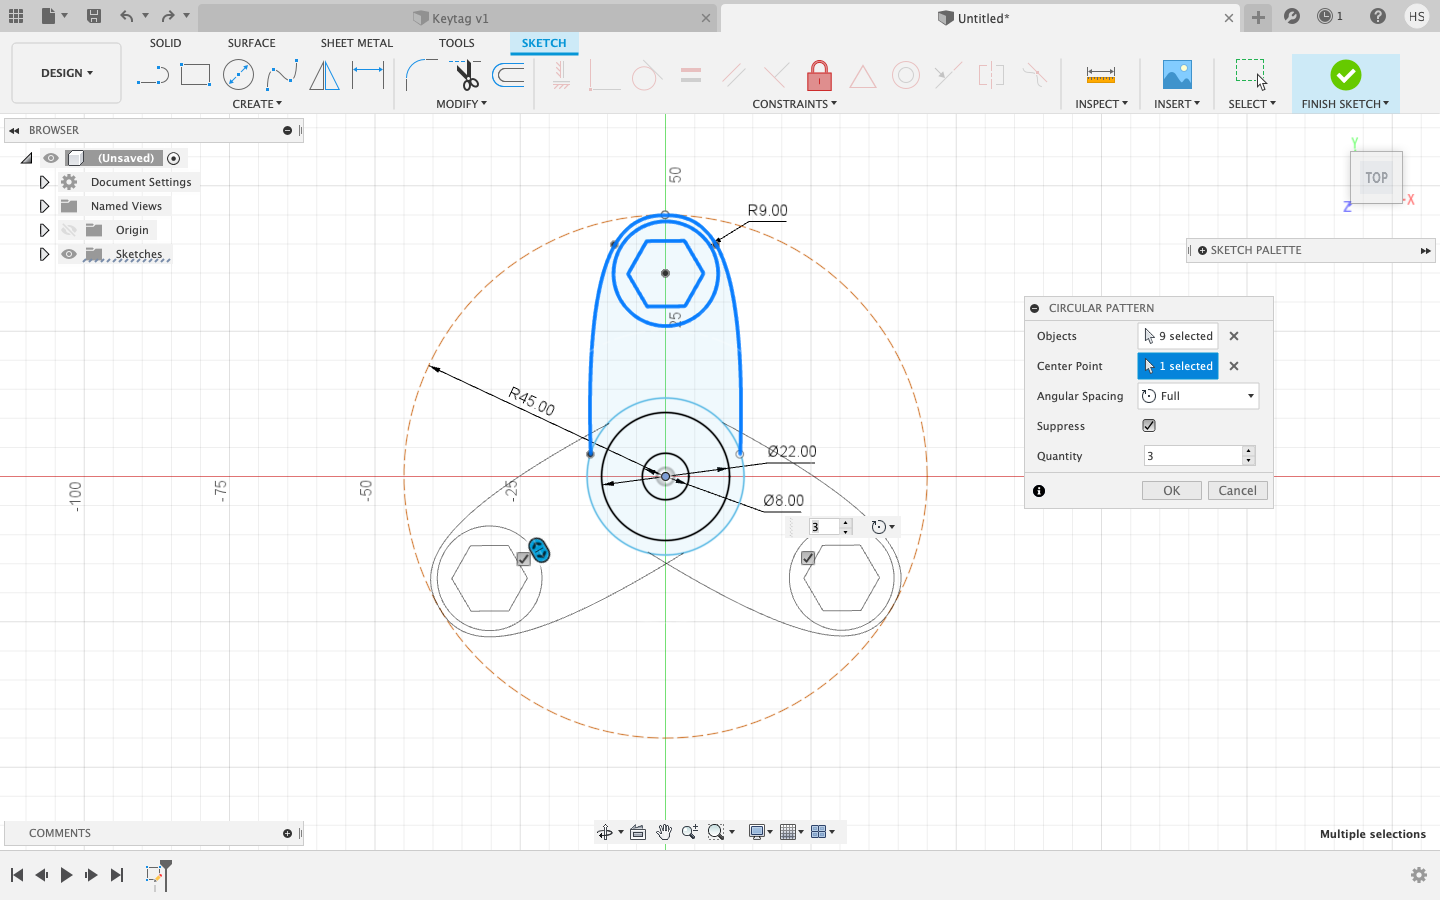 Keytag v1
Untitled*
1
HS
DESIGN
SOLID
SURFACE
SHEET METAL
TOOLS
SKETCH
CREATE
MODIFY
CONSTRAINTS
INSPECT
INSERT
SELECT
FINISH SKETCH
BROWSER
(Unsaved)
Document Settings
Named Views
Origin
Sketches
50
25
-25
-50
-75
-100
R9.00
R45.00
Ø22.00
Ø8.00
3
Y
TOP
X
Z
SKETCH PALETTE
CIRCULAR PATTERN
Objects 9 selected
Center Point 1 selected
Angular Spacing Full
Suppress
Quantity 3
OK Cancel
COMMENTS
Multiple selections